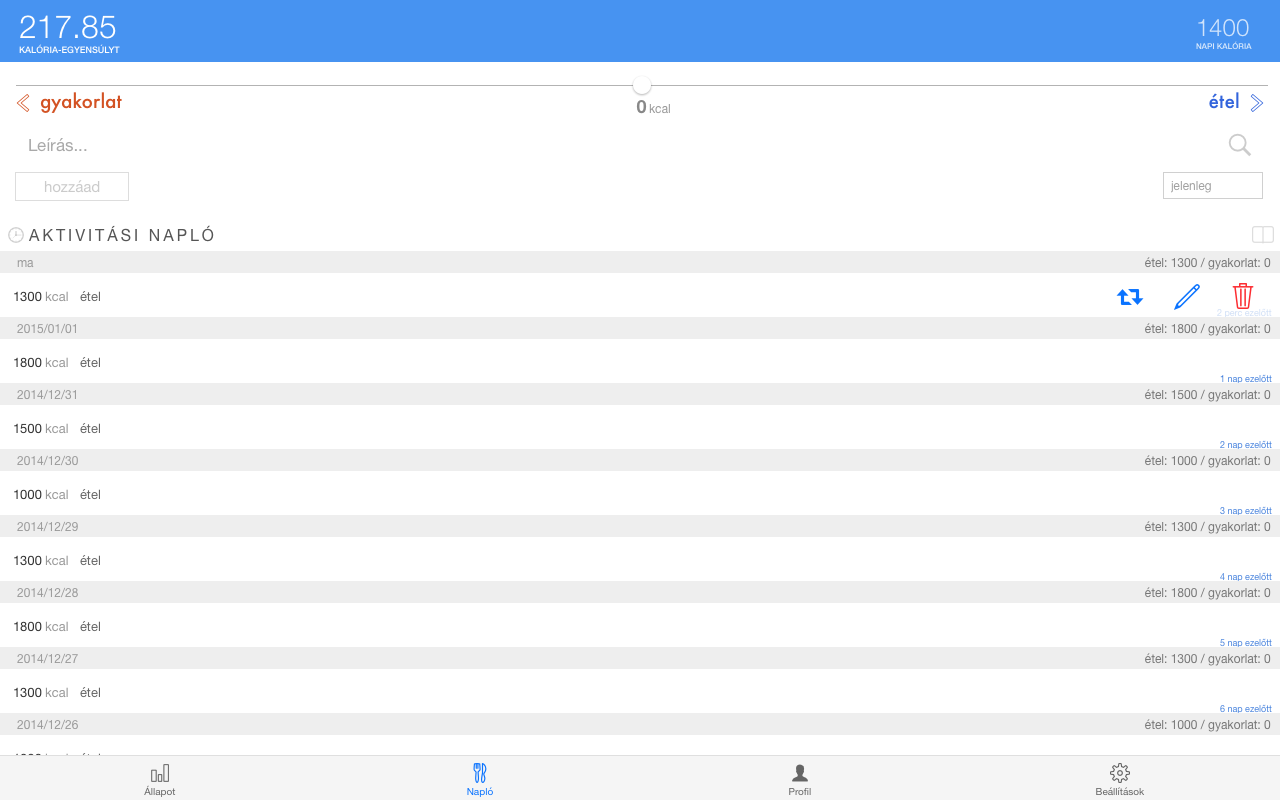 217.85
KALÓRIA-EGYENSÚLYT
1400
NAPI KALÓRIA
gyakorlat
0 kcal
étel
Leírás...
hozzáad
jelenleg
AKTIVITÁSI NAPLÓ
ma étel: 1300 / gyakorlat: 0
1300 kcal étel
2 perc ezelőtt
2015/01/01 étel: 1800 / gyakorlat: 0
1800 kcal étel
1 nap ezelőtt
2014/12/31 étel: 1500 / gyakorlat: 0
1500 kcal étel
2 nap ezelőtt
2014/12/30 étel: 1000 / gyakorlat: 0
1000 kcal étel
3 nap ezelőtt
2014/12/29 étel: 1300 / gyakorlat: 0
1300 kcal étel
4 nap ezelőtt
2014/12/28 étel: 1800 / gyakorlat: 0
1800 kcal étel
5 nap ezelőtt
2014/12/27 étel: 1300 / gyakorlat: 0
1300 kcal étel
6 nap ezelőtt
2014/12/26 étel: 1000 / gyakorlat: 0
Állapot
Napló
Profil
Beállítások